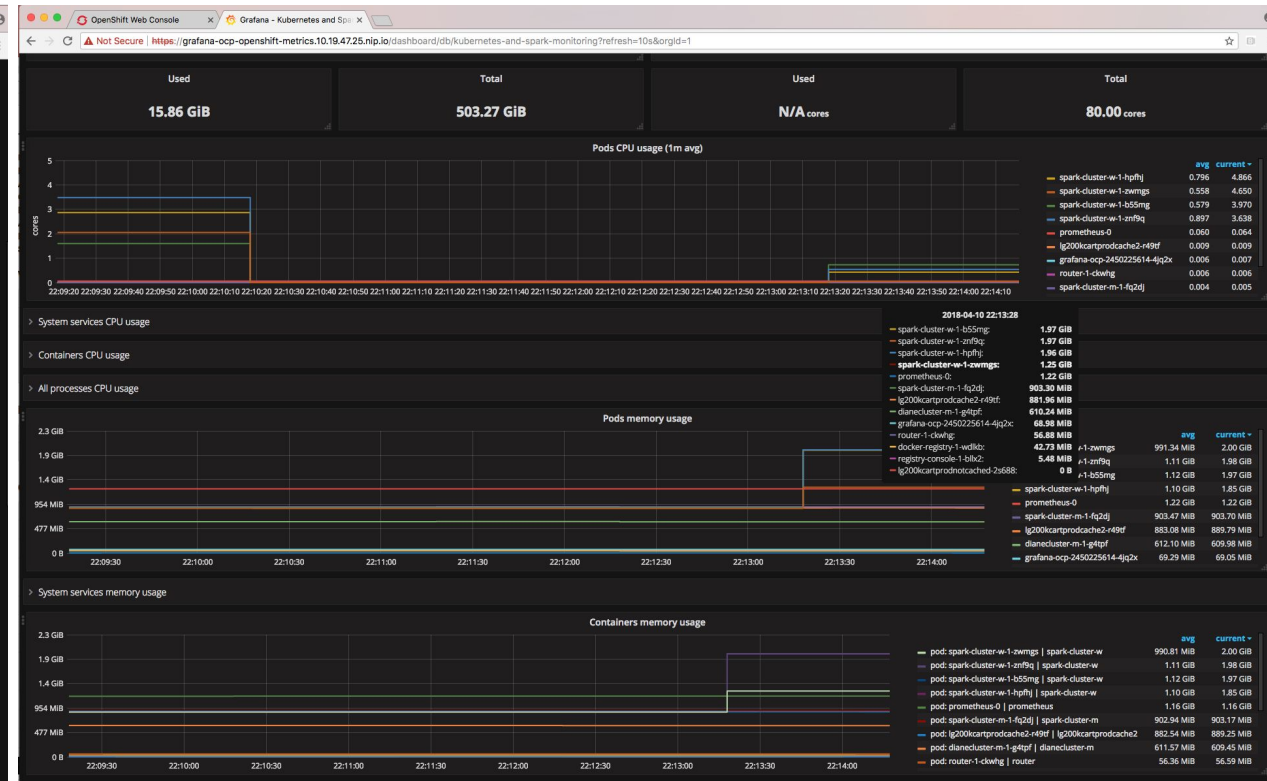 OpenShift Web Console
Grafana - Kubernetes and Spa
Not Secure | https://grafana-ocp-openshift-metrics.10.19.47.25.nip.io/dashboard/db/kubernetes-and-spark-monitoring?refresh=10s&orgId=1
Used Total Used Total
15.86 GiB 503.27 GiB N/A cores 80.00 cores
Pods CPU usage (1m avg)
cores
5
4
3
2
1
0
22:09:20 22:09:30 22:09:40 22:09:50 22:10:00 22:10:10 22:10:20 22:10:30 22:10:40 22:10:50 22:11:00 22:11:10 22:11:20 22:11:30 22:11:40 22:11:50 22:12:00 22:12:10 22:12:20 22:12:30 22:12:40 22:12:50 22:13:00 22:13:10 22:13:20 22:13:30 22:13:40 22:13:50 22:14:00 22:14:10
avg current
spark-cluster-w-1-hpfhj 0.796 4.866
spark-cluster-w-1-zwmgs 0.558 4.650
spark-cluster-w-1-b55mg 0.579 3.970
spark-cluster-w-1-znf9q 0.897 3.638
prometheus-0 0.060 0.064
lg200kcartprodcache2-r49tf 0.009 0.009
grafana-ocp-2450225614-4jq2x 0.006 0.007
router-1-ckwhg 0.006 0.006
spark-cluster-m-1-fq2dj 0.004 0.005
System services CPU usage
Containers CPU usage
All processes CPU usage
2018-04-10 22:13:28
spark-cluster-w-1-b55mg: 1.97 GiB
spark-cluster-w-1-znf9q: 1.97 GiB
spark-cluster-w-1-hpfhj: 1.96 GiB
spark-cluster-w-1-zwmgs: 1.25 GiB
prometheus-0: 1.22 GiB
spark-cluster-m-1-fq2dj: 903.30 MiB
lg200kcartprodcache2-r49tf: 881.96 MiB
dianecluster-m-1-g4tpf: 610.24 MiB
grafana-ocp-2450225614-4jq2x: 68.98 MiB
router-1-ckwhg: 56.88 MiB
docker-registry-1-wdlkb: 42.73 MiB
registry-console-1-bllx2: 5.48 MiB
lg200kcartprodnotcached-2s688: 0 B
Pods memory usage
2.3 GiB
1.9 GiB
1.4 GiB
954 MiB
477 MiB
0 B
22:09:30 22:10:00 22:10:30 22:11:00 22:11:30 22:12:00 22:12:30 22:13:00 22:13:30 22:14:00
avg current
-1-zwmgs 991.34 MiB 2.00 GiB
-1-znf9q 1.11 GiB 1.98 GiB
-1-b55mg 1.12 GiB 1.97 GiB
spark-cluster-w-1-hpfhj 1.10 GiB 1.85 GiB
prometheus-0 1.22 GiB 1.22 GiB
spark-cluster-m-1-fq2dj 903.47 MiB 903.70 MiB
lg200kcartprodcache2-r49tf 883.08 MiB 889.79 MiB
dianecluster-m-1-g4tpf 612.10 MiB 609.98 MiB
grafana-ocp-2450225614-4jq2x 69.29 MiB 69.05 MiB
System services memory usage
Containers memory usage
2.3 GiB
1.9 GiB
1.4 GiB
954 MiB
477 MiB
0 B
22:09:30 22:10:00 22:10:30 22:11:00 22:11:30 22:12:00 22:12:30 22:13:00 22:13:30 22:14:00
avg current
pod: spark-cluster-w-1-zwmgs | spark-cluster-w 990.81 MiB 2.00 GiB
pod: spark-cluster-w-1-znf9q | spark-cluster-w 1.11 GiB 1.98 GiB
pod: spark-cluster-w-1-b55mg | spark-cluster-w 1.12 GiB 1.97 GiB
pod: spark-cluster-w-1-hpfhj | spark-cluster-w 1.10 GiB 1.85 GiB
pod: prometheus-0 | prometheus 1.16 GiB 1.16 GiB
pod: spark-cluster-m-1-fq2dj | spark-cluster-m 902.94 MiB 903.17 MiB
pod: lg200kcartprodcache2-r49tf | lg200kcartprodcache2 882.54 MiB 889.25 MiB
pod: dianecluster-m-1-g4tpf | dianecluster-m 611.57 MiB 609.45 MiB
pod: router-1-ckwhg | router 56.36 MiB 56.59 MiB